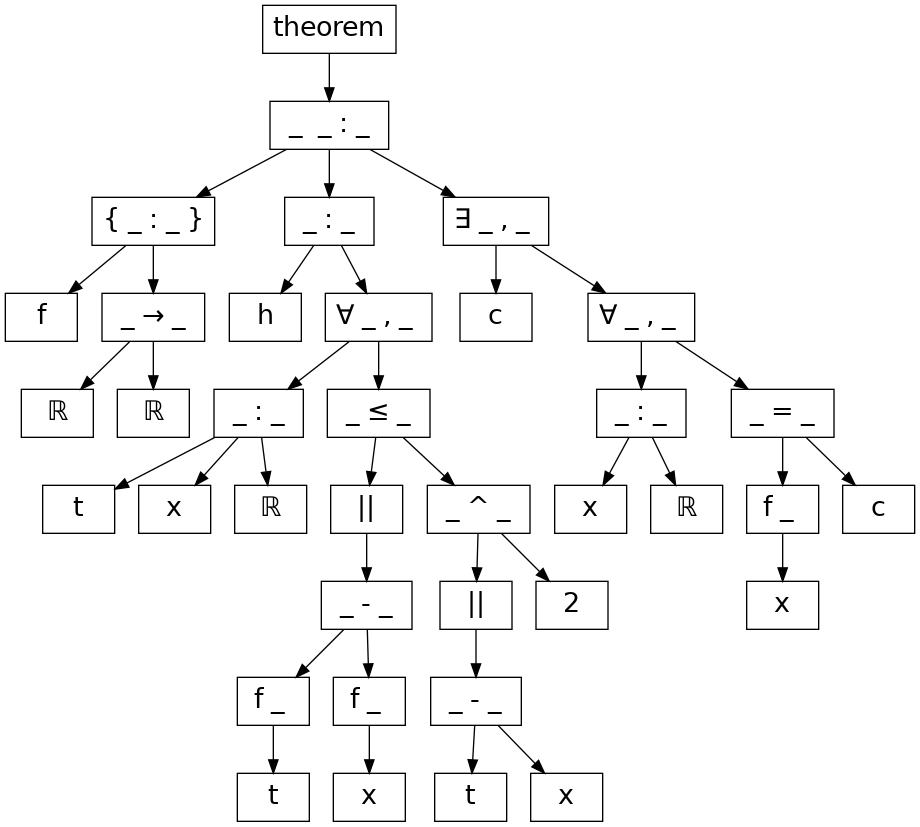 theorem
_ _ : _
{ _ : _ } _ : _ ∃ _ , _
f _ → _ h ∀ _ , _ c ∀ _ , _
ℝ ℝ _ : _ _ ≤ _ _ : _ _ = _
t x ℝ || _ ^ _ x ℝ f _ c
_ - _ || 2 x
f _ f _ _ - _
t x t x